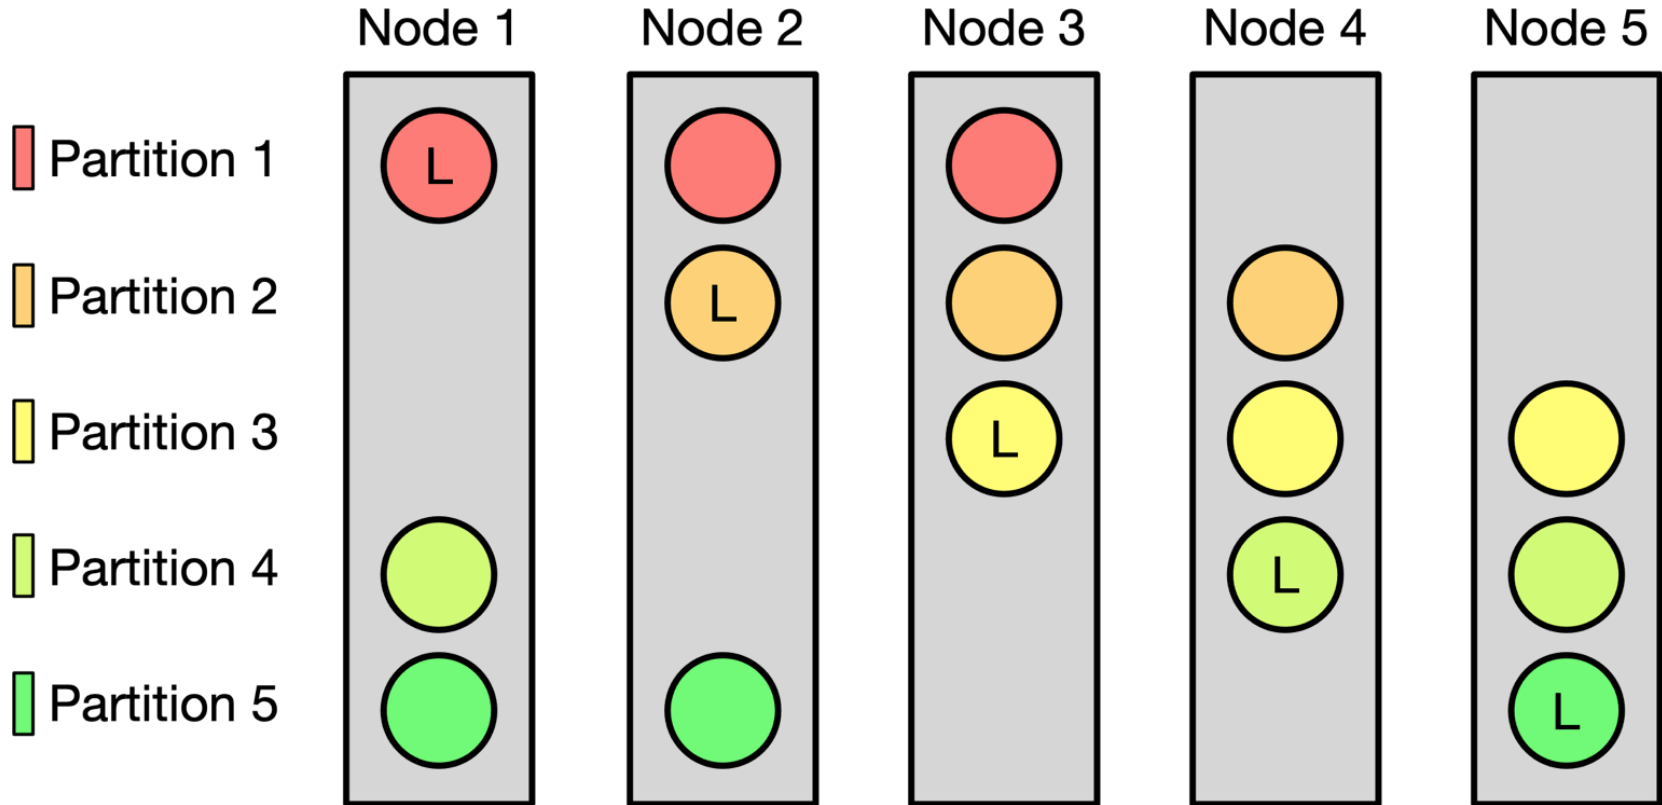 Node 1 Node 2 Node 3 Node 4 Node 5
Partition 1 L
Partition 2 L
Partition 3 L
Partition 4 L
Partition 5 L